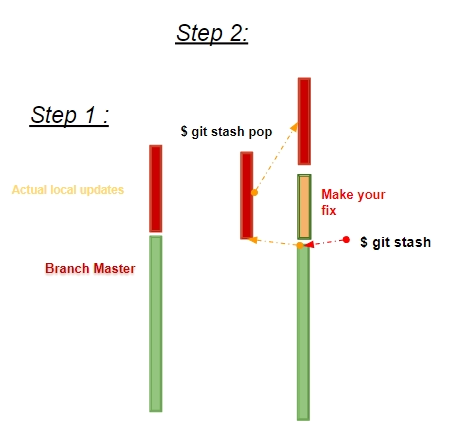 Step 2:
Step 1 :
$ git stash pop
Actual local updates
Make your
fix
$ git stash
Branch Master